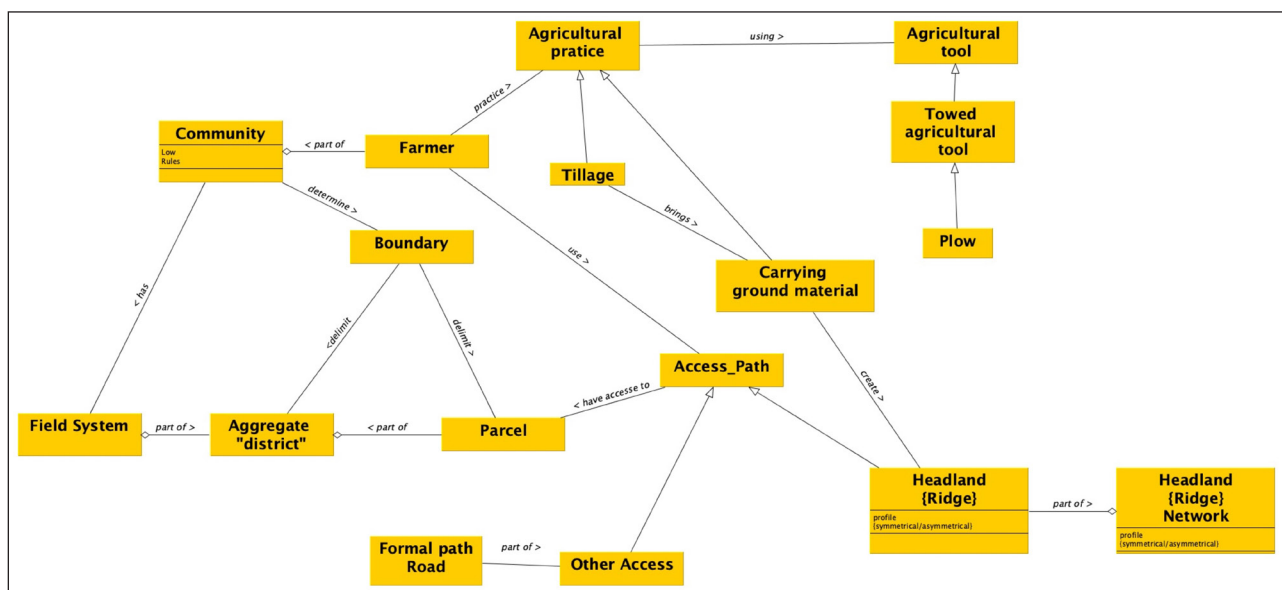 Agricultural
pratice
using >
Agricultural
tool
practice >
Towed
agricultural
tool
Community
Low
Rules
< part of
Farmer
Tillage
determine >
brings >
Boundary
Plow
use >
Carrying
ground material
< has
<delimit
delimit >
Access_Path
create >
< have accesse to
Field System
part of >
Aggregate
"district"
< part of
Parcel
Headland
{Ridge}
profile
(symmetrical/asymmetrical)
part of >
Headland
{Ridge}
Network
profile
(symmetrical/asymmetrical)
Formal path
Road
part of >
Other Access